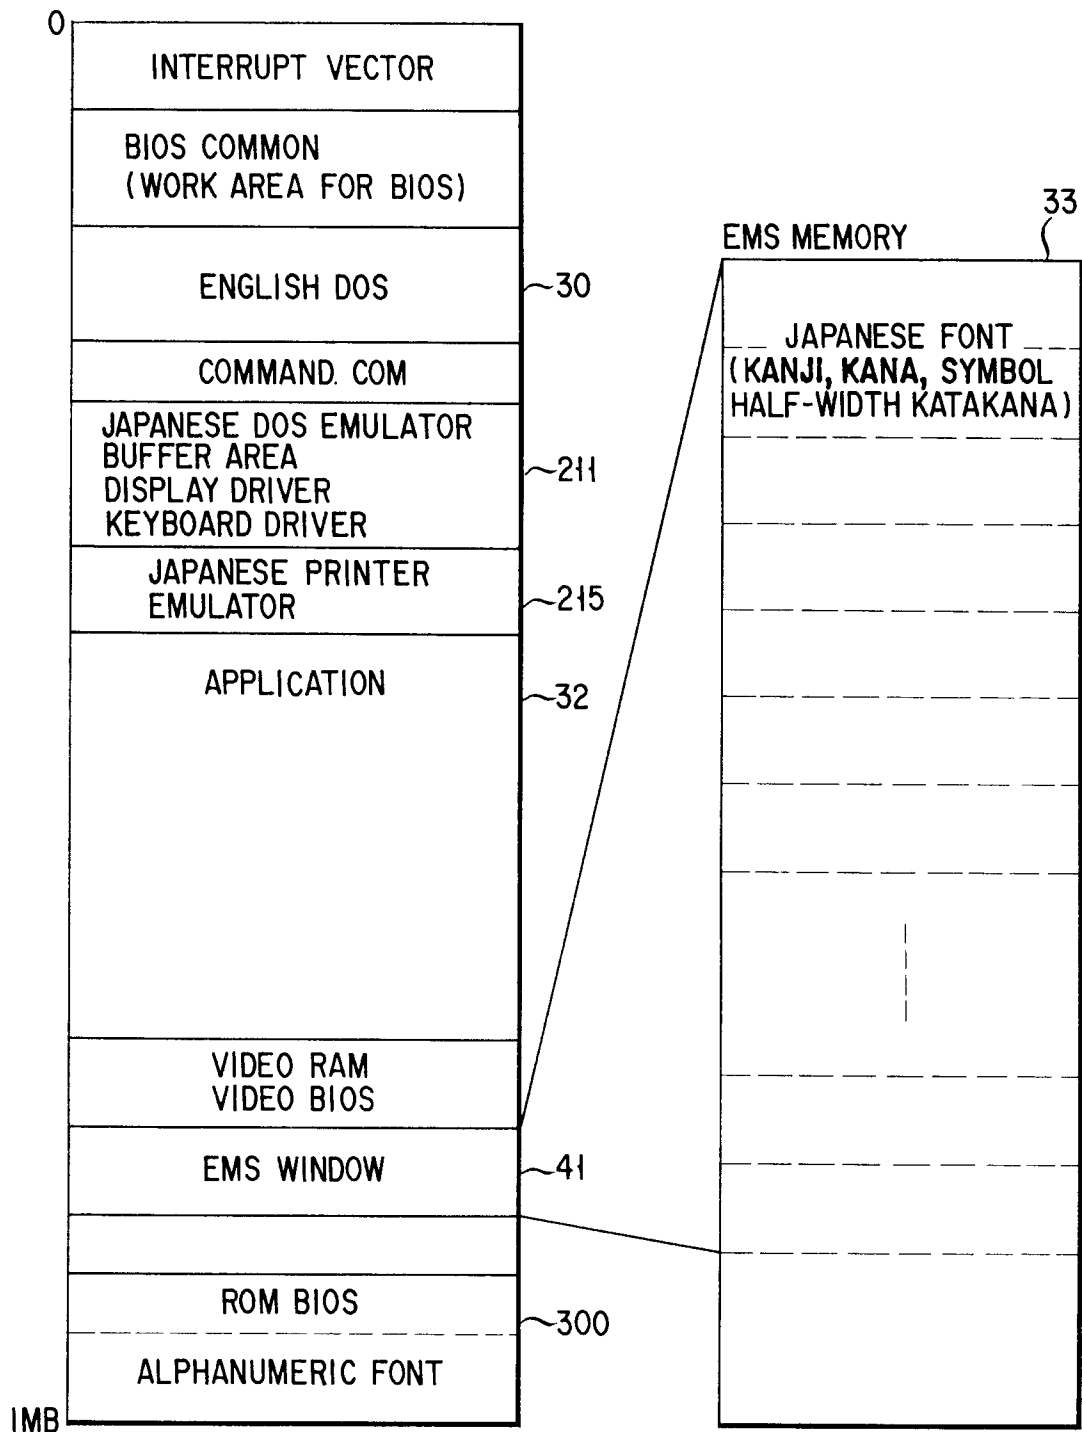 0
INTERRUPT VECTOR
BIOS COMMON
(WORK AREA FOR BIOS)
ENGLISH DOS
30
COMMAND. COM
JAPANESE DOS EMULATOR
BUFFER AREA
DISPLAY DRIVER
KEYBOARD DRIVER
211
JAPANESE PRINTER
EMULATOR
215
APPLICATION
32
VIDEO RAM
VIDEO BIOS
EMS WINDOW
41
ROM BIOS
300
ALPHANUMERIC FONT
1MB
EMS MEMORY
33
JAPANESE FONT
(KANJI, KANA, SYMBOL
HALF-WIDTH KATAKANA)